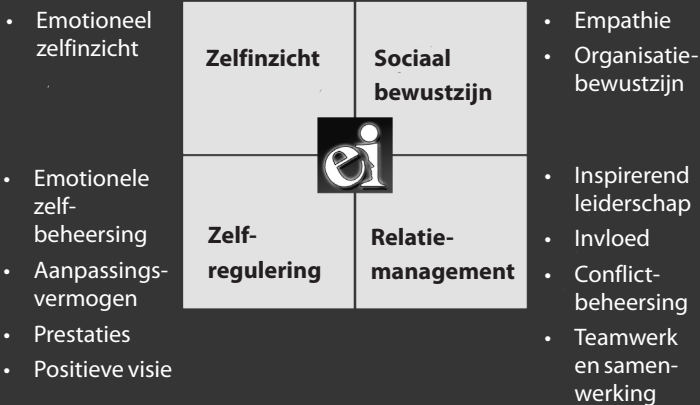 • Emotioneel
zelfinzicht
Zelfinzicht
Sociaal
bewustzijn
• Empathie
• Organisatie-
bewustzijn
ei
• Emotionele
zelf-
beheersing
• Aanpassings-
vermogen
• Prestaties
• Positieve visie
Zelf-
regulering
Relatie-
management
• Inspirerend
leiderschap
• Invloed
• Conflict-
beheersing
• Teamwerk
en samen-
werking